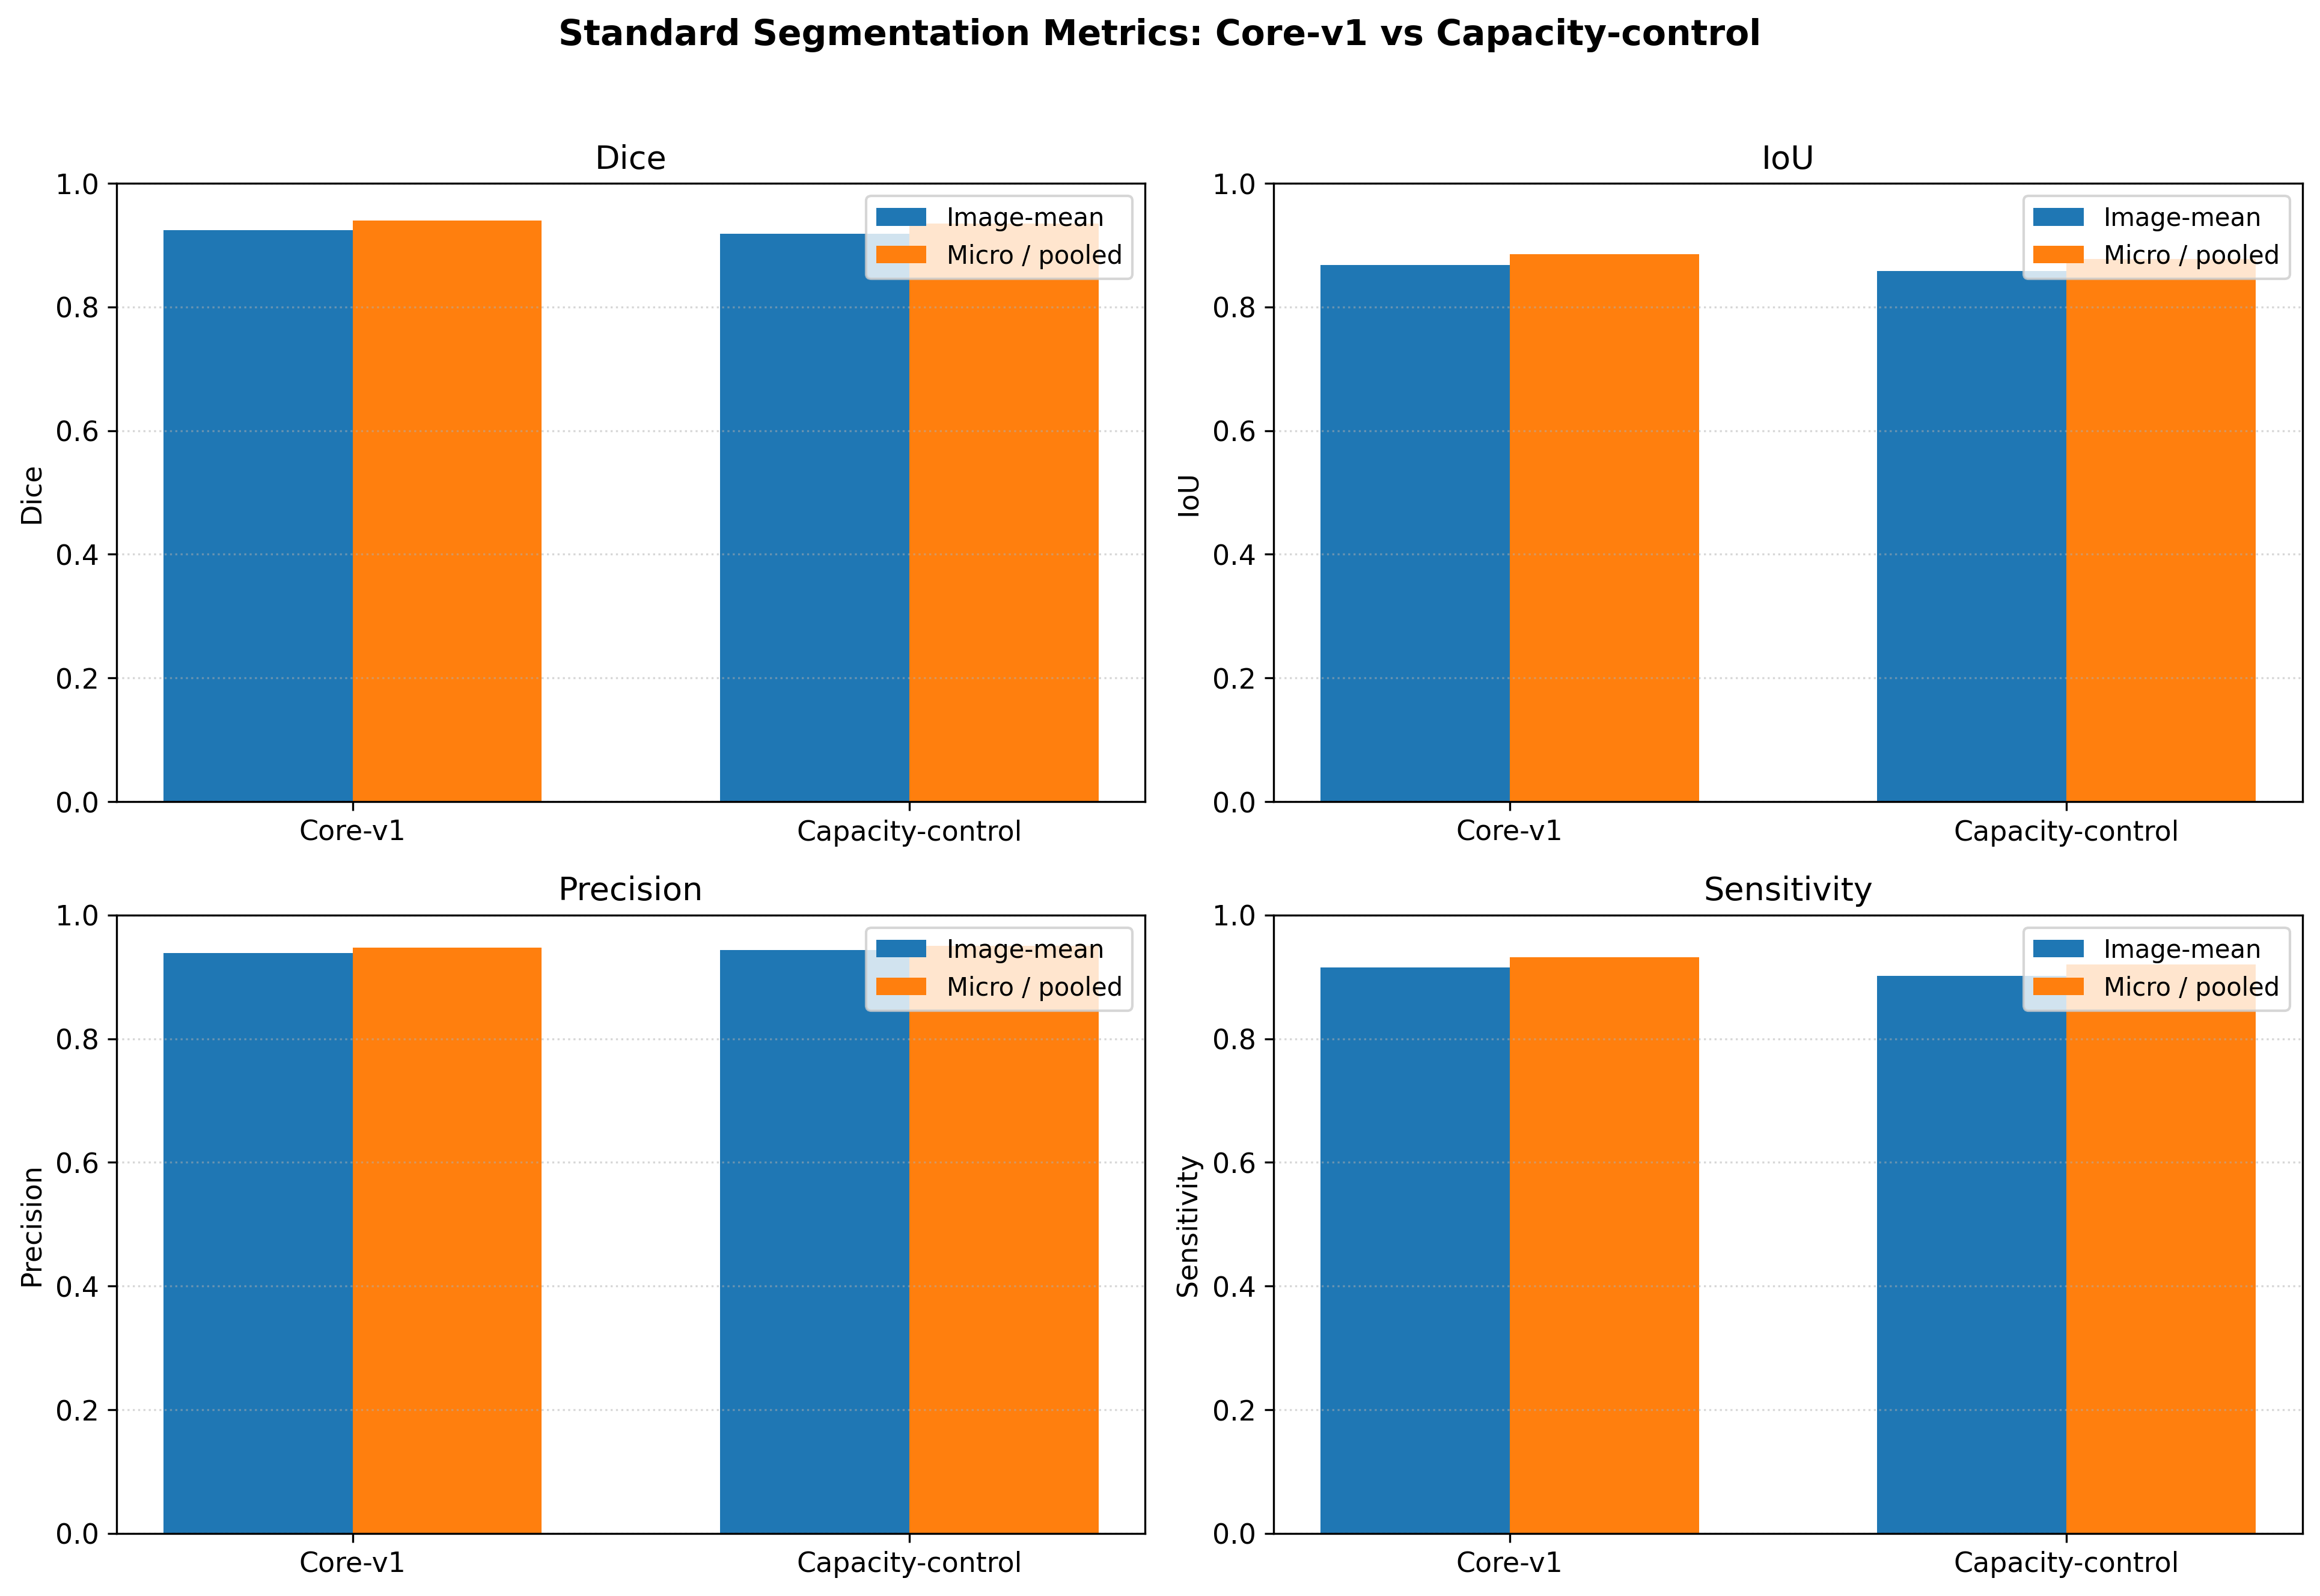 Standard Segmentation Metrics: Core-v1 vs Capacity-control
Dice
1.0
0.8
0.6
0.4
0.2
0.0
Dice
Image-mean
Micro / pooled
Core-v1
Capacity-control
IoU
1.0
0.8
0.6
0.4
0.2
0.0
IoU
Image-mean
Micro / pooled
Core-v1
Capacity-control
Precision
1.0
0.8
0.6
0.4
0.2
0.0
Precision
Image-mean
Micro / pooled
Core-v1
Capacity-control
Sensitivity
1.0
0.8
0.6
0.4
0.2
0.0
Sensitivity
Image-mean
Micro / pooled
Core-v1
Capacity-control